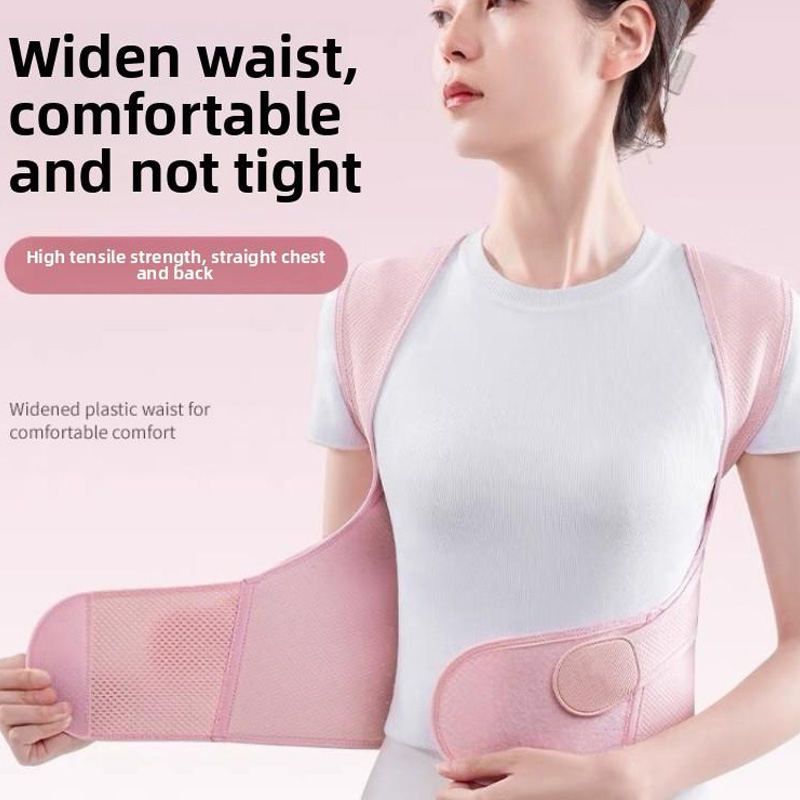 Widen waist,
comfortable
and not tight
High tensile strength, straight chest
and back
Widened plastic waist for
comfortable comfort